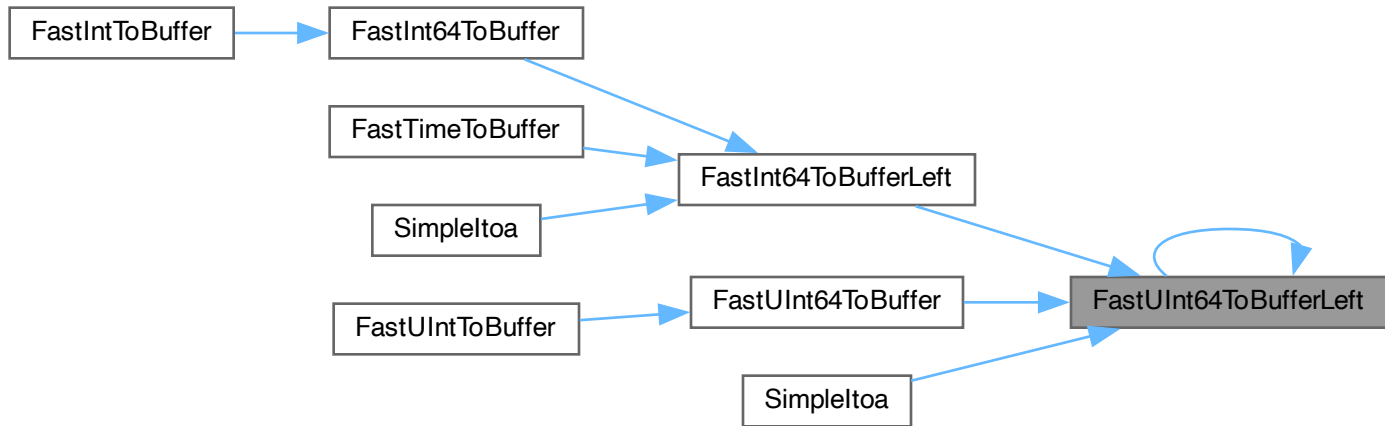 FastIntToBuffer
FastInt64ToBuffer
FastTimeToBuffer
FastInt64ToBufferLeft
SimpleItoa
FastUInt64ToBufferLeft
FastUInt64ToBuffer
FastUIntToBuffer
SimpleItoa